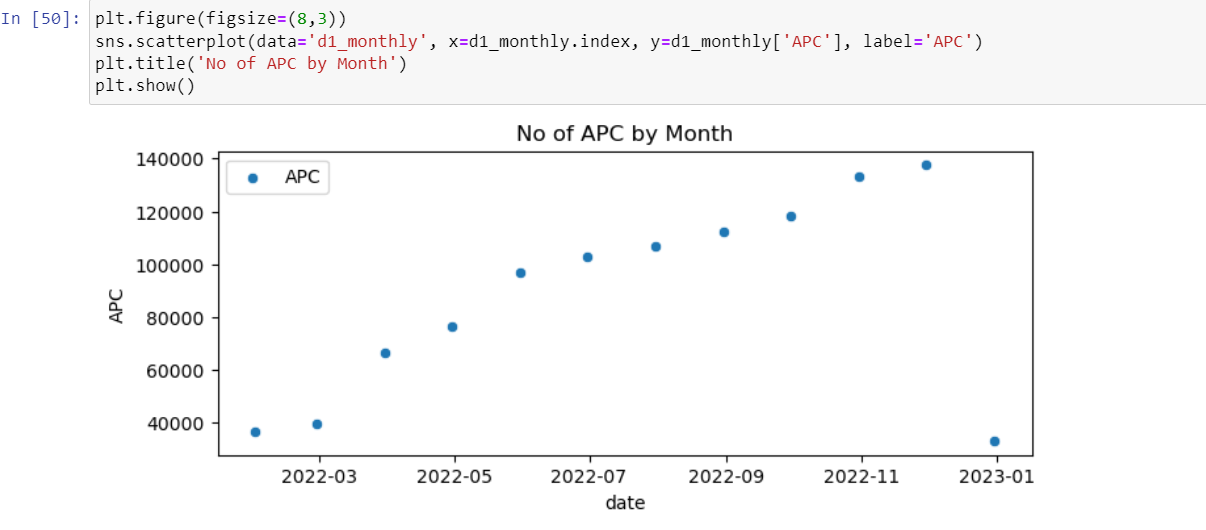 In [50]: plt.figure(figsize=(8,3))
sns.scatterplot(data='d1_monthly', x=d1_monthly.index, y=d1_monthly['APC'], label='APC')
plt.title('No of APC by Month')
plt.show()
No of APC by Month
APC
140000
120000
100000
80000
60000
40000
APC
2022-03 2022-05 2022-07 2022-09 2022-11 2023-01
date